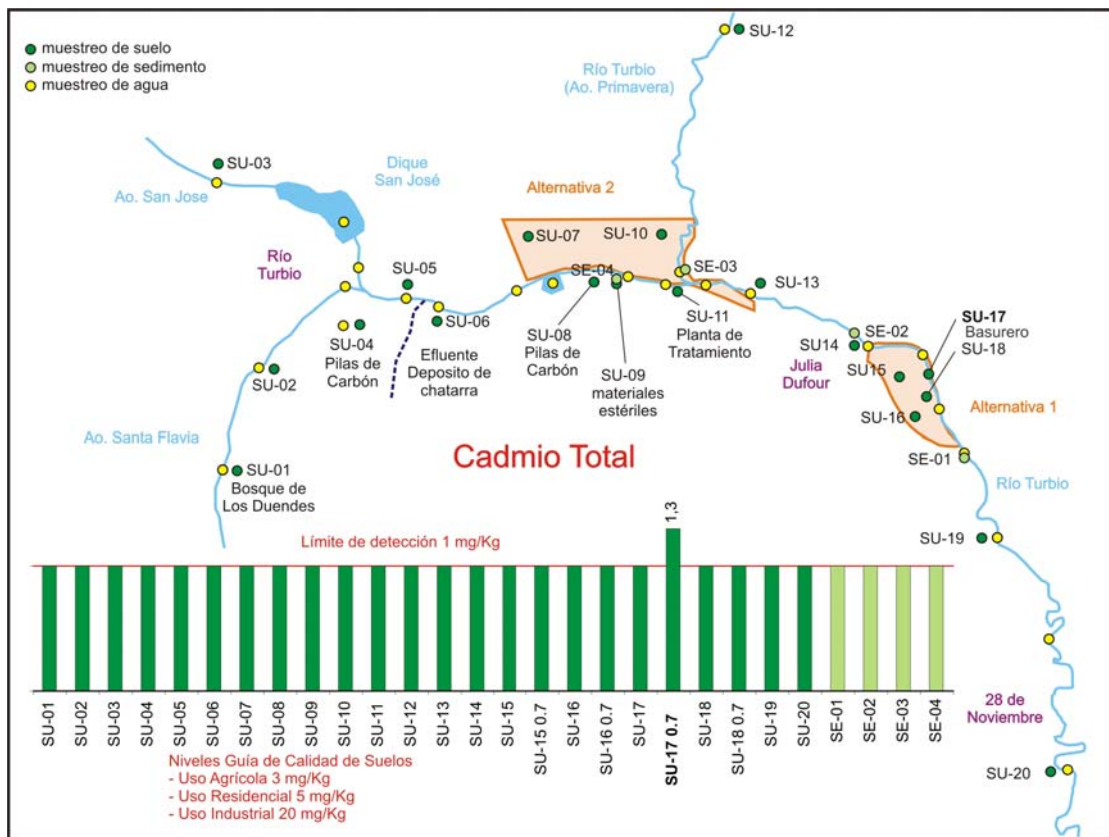 muestreo de suelo
muestreo de sedimento
muestreo de agua
SU-12
Río Turbio
(Ao. Primavera)
SU-03
Ao. San Jose
Dique
San José
Alternativa 2
SU-07
SU-10
Río
Turbio
SU-05
SE-04
SE-03
SU-13
SU-06
SU-04
Pilas de
Carbón
Efluente
Deposito de
chatarra
SU-08
Pilas de
Carbón
SU-09
materiales
estériles
SU-11
Planta de
Tratamiento
SE-02
SU14
Julia
Dufour
SU15
SU-16
SU-17
Basurero
SU-18
Alternativa 1
SU-02
Ao. Santa Flavia
SU-01
Bosque de
Los Duendes
SE-01
Río Turbio
SU-19
28 de
Noviembre
SU-20
Cadmio Total
Límite de detección 1 mg/Kg
1,3
SU-01
SU-02
SU-03
SU-04
SU-05
SU-06
SU-07
SU-08
SU-09
SU-10
SU-11
SU-12
SU-13
SU-14
SU-15
SU-15 0.7
SU-16
SU-16 0.7
SU-17
SU-17 0.7
SU-18
SU-18 0.7
SU-19
SU-20
SE-01
SE-02
SE-03
SE-04
Niveles Guía de Calidad de Suelos
- Uso Agrícola 3 mg/Kg
- Uso Residencial 5 mg/Kg
- Uso Industrial 20 mg/Kg